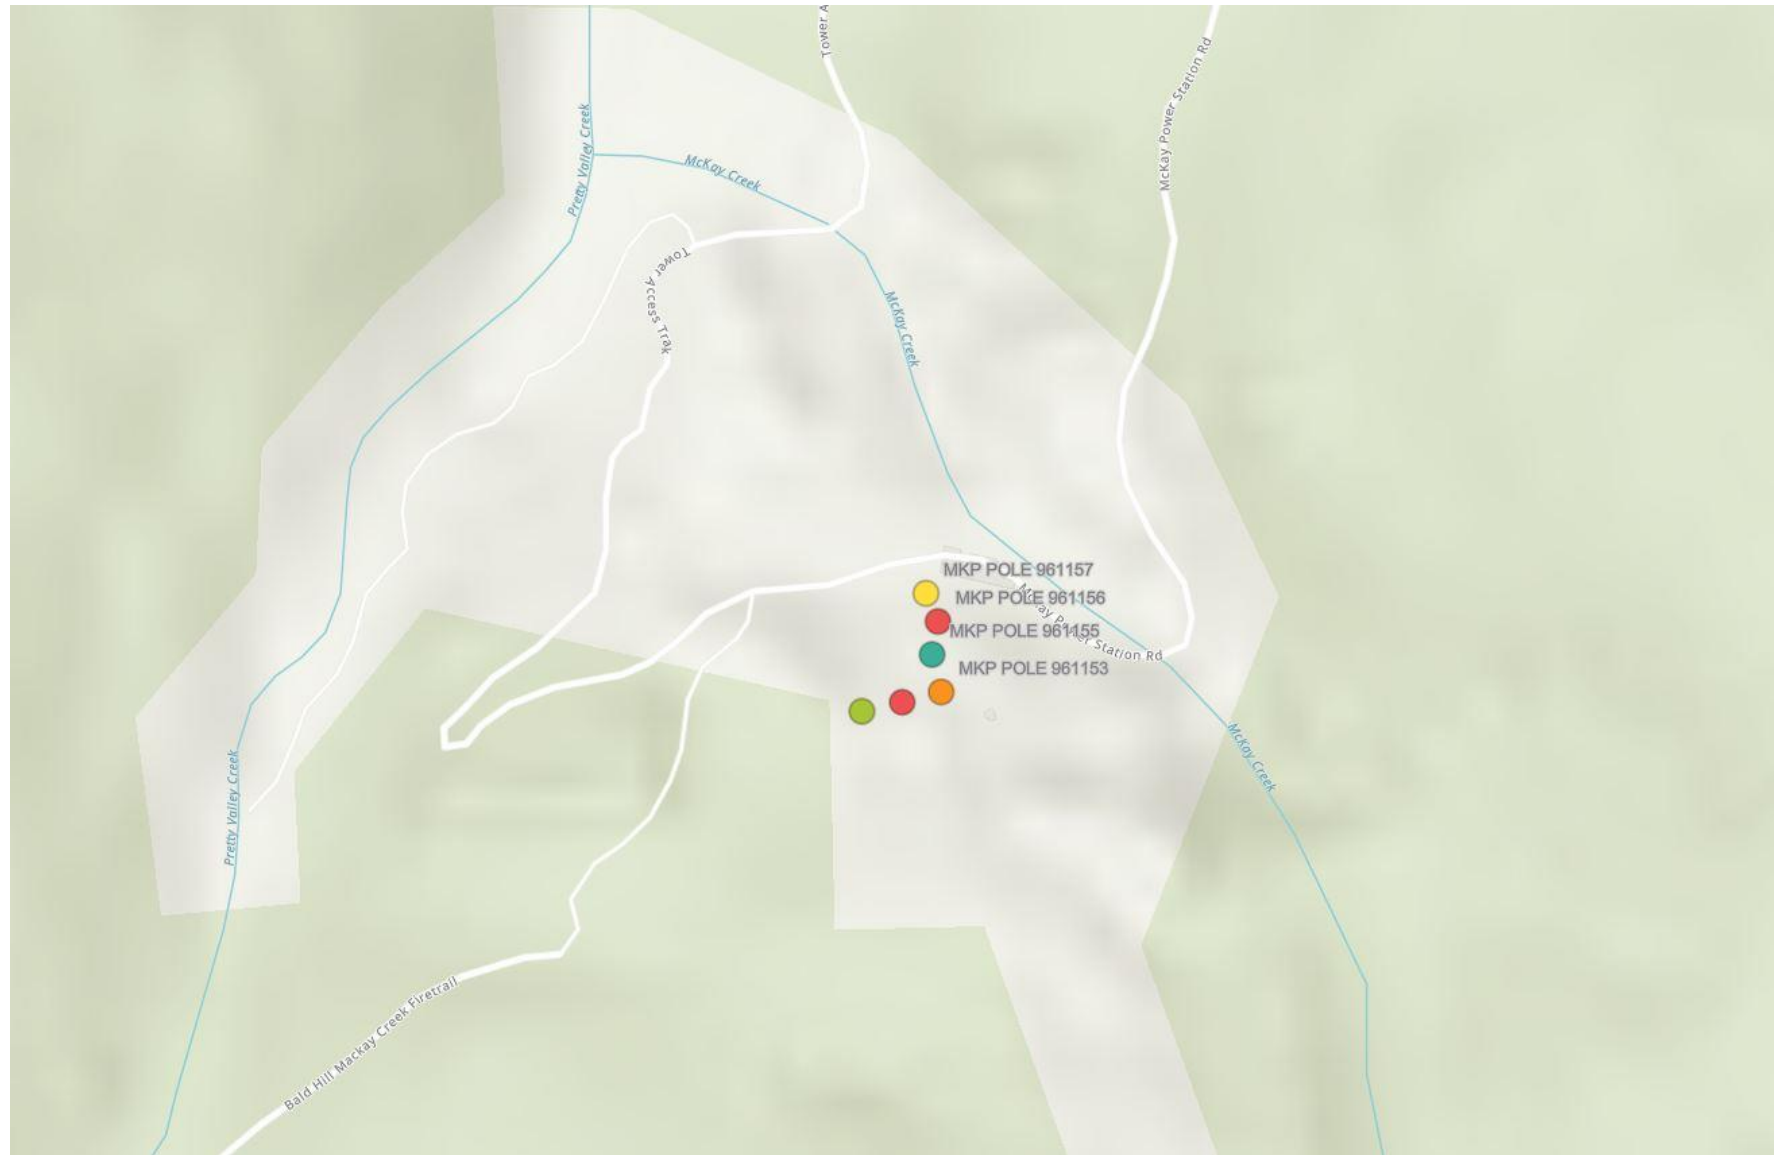 Tower A
McKay Power Station Rd
Pretty Valley Creek
McKay Creek
Tower Access Trak
McKay Creek
MKP POLE 961157
MKP POLE 961156
MKP POLE 961155
McKay Power Station Rd
MKP POLE 961153
McKay Creek
Pretty Valley Creek
Bald Hill Mackay Creek Firetrail